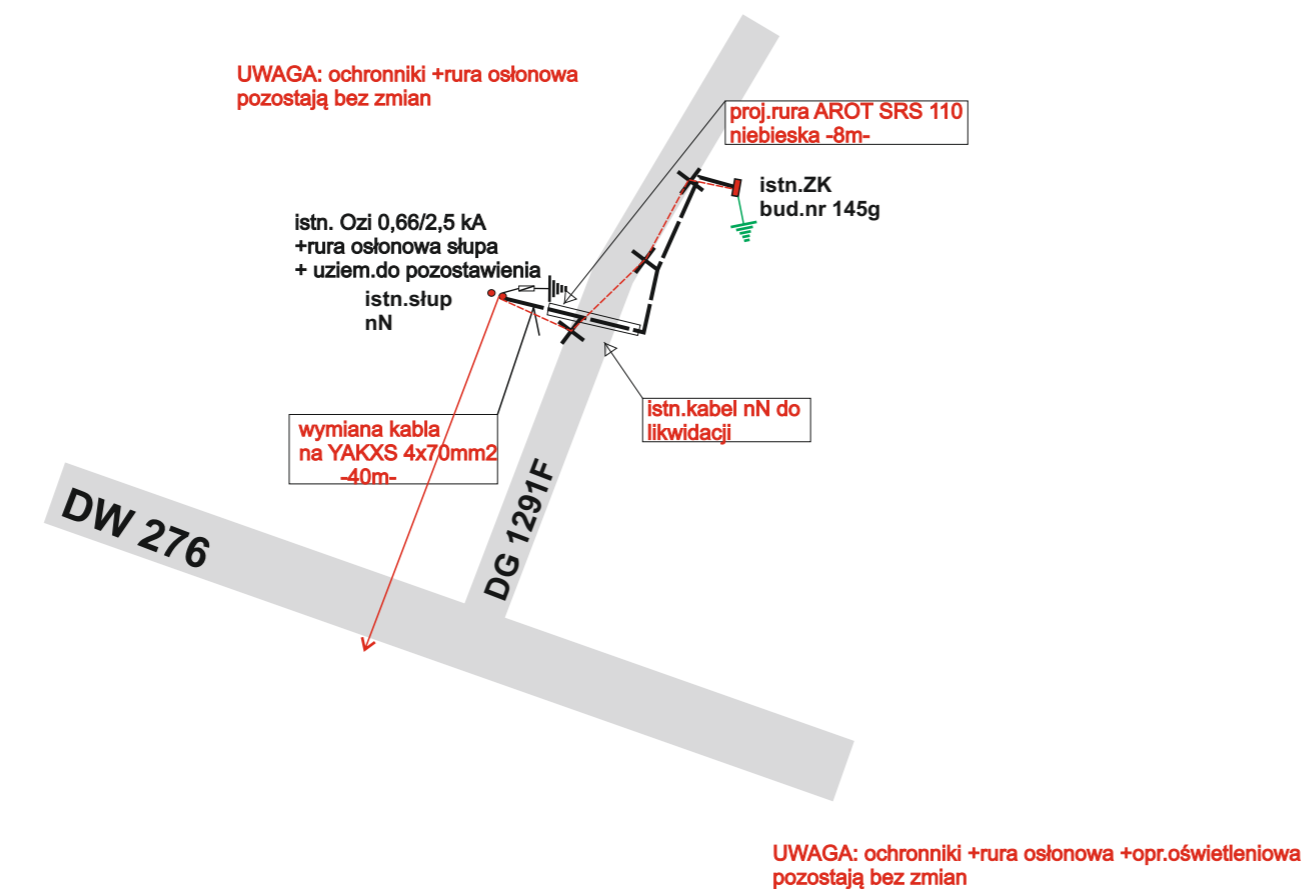 UWAGA: ochronniki +rura osłonowa
pozostają bez zmian
proj.rura AROT SRS 110
niebieska -8m-
istn.ZK
bud.nr 145g
istn. Ozi 0,66/2,5 kA
+rura osłonowa słupa
+ uziem.do pozostawienia
istn.słup
nN
istn.kabel nN do
likwidacji
wymiana kabla
na YAKXS 4x70mm2
-40m-
DW 276
DG 1291F
UWAGA: ochronniki +rura osłonowa +opr.oświetleniowa
pozostają bez zmian